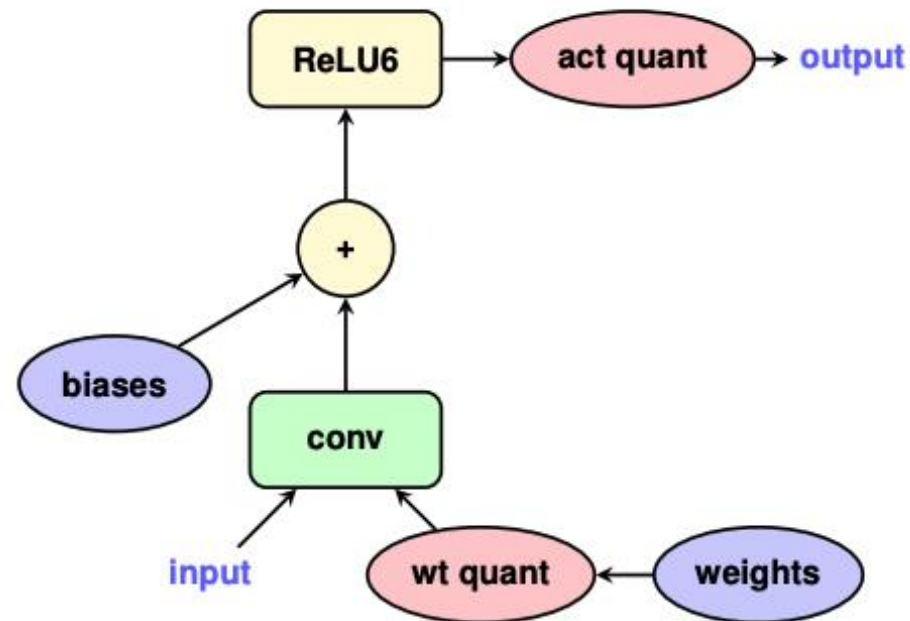 ReLU6
act quant
output
+
biases
conv
input
wt quant
weights